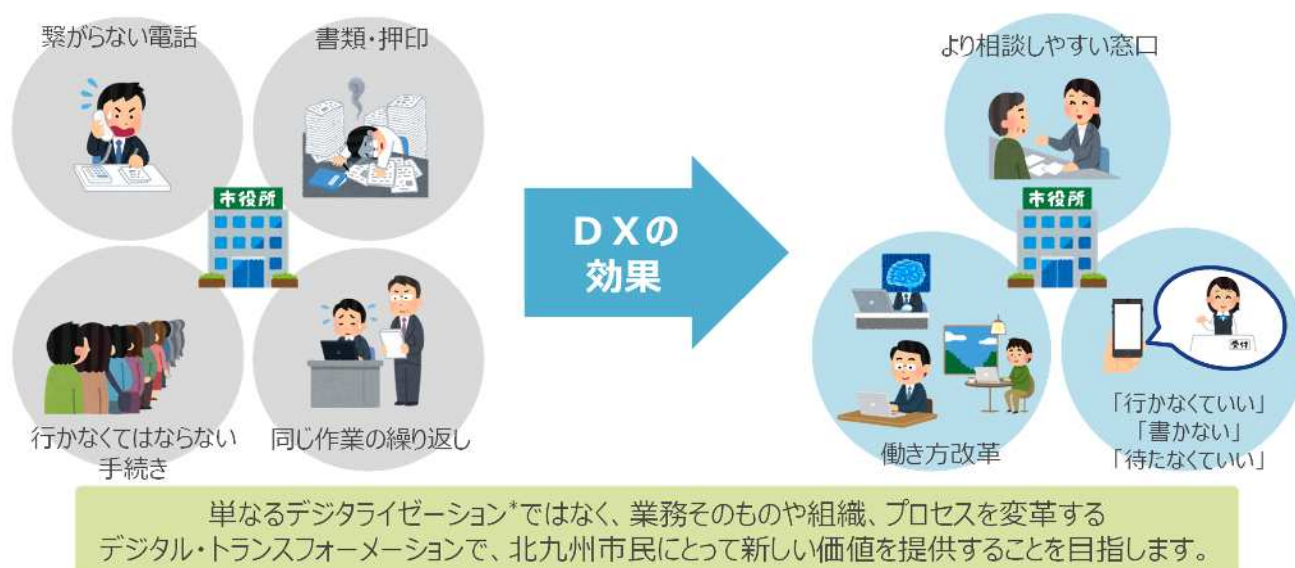 繋がらない電話
書類・押印
市役所
行かなくてはならない
手続き
同じ作業の繰り返し
DXの
効果
より相談しやすい窓口
市役所
働き方改革
受付
「行かなくていい」
「書かない」
「待たなくていい」
単なるデジタライゼーション*ではなく、業務そのものや組織、プロセスを変革する
デジタル・トランスフォーメーションで、北九州市民にとって新しい価値を提供することを目指します。